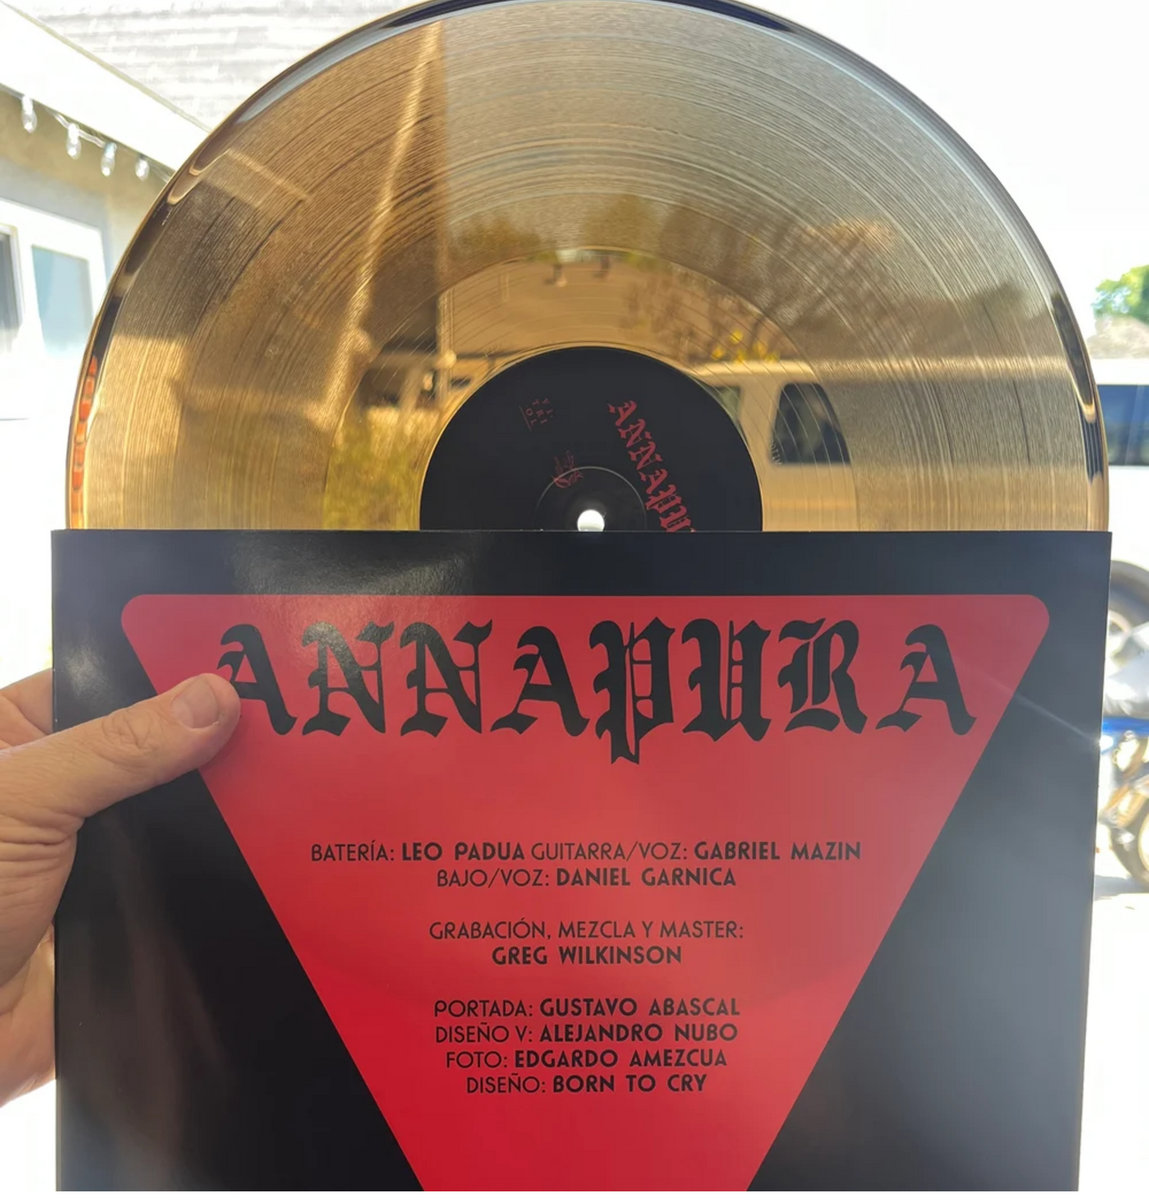 ANNAPU
ANNAPURA
BATERÍA: LEO PADUA GUITARRA/VOZ: GABRIEL MAZIN
BAJO/VOZ: DANIEL GARNICA
GRABACIÓN, MEZCLA Y MASTER:
GREG WILKINSON
PORTADA: GUSTAVO ABASCAL
DISEÑO V: ALEJANDRO NUBO
FOTO: EDGARDO AMEZCUA
DISEÑO: BORN TO CRY